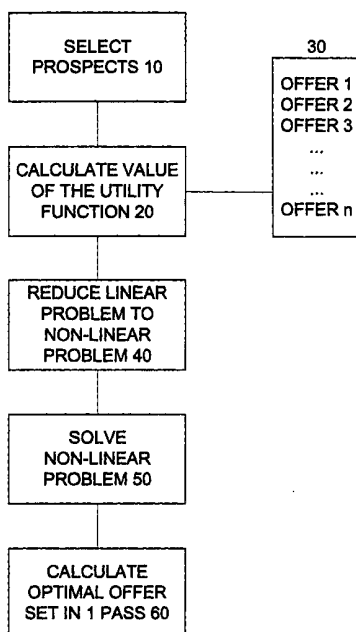 SELECT
PROSPECTS 10
30
OFFER 1
OFFER 2
OFFER 3
...
...
...
OFFER n
CALCULATE VALUE
OF THE UTILITY
FUNCTION 20
REDUCE LINEAR
PROBLEM TO
NON-LINEAR
PROBLEM 40
SOLVE
NON-LINEAR
PROBLEM 50
CALCULATE
OPTIMAL OFFER
SET IN 1 PASS 60